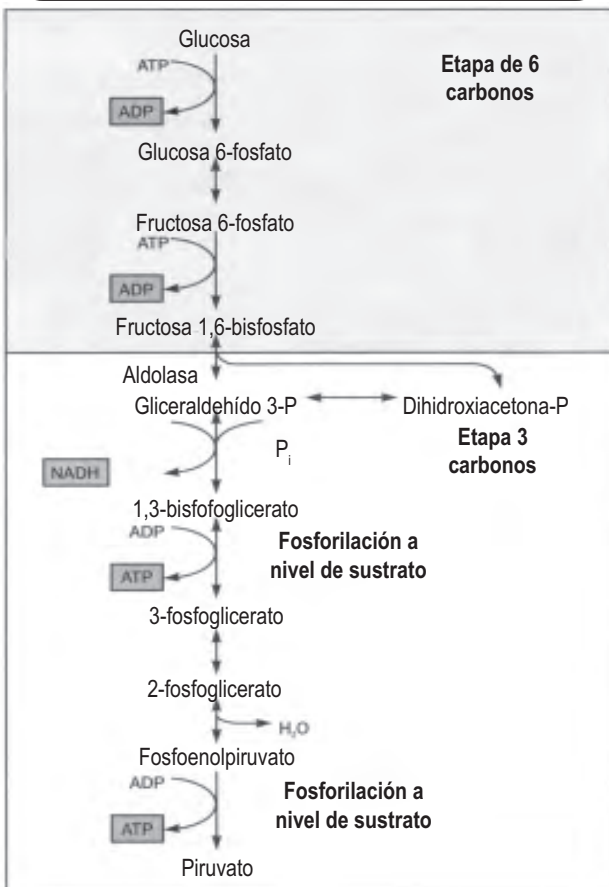 Glucosa
ATP
Etapa de 6
carbonos
ADP
Glucosa 6-fosfato
Fructosa 6-fosfato
ATP
ADP
Fructosa 1,6-bisfosfato
Aldolasa
Gliceraldehído 3-P
Dihidroxiacetona-P
Etapa 3
carbonos
Pi
NADH
1,3-bisfofoglicerato
ADP
Fosforilación a
nivel de sustrato
ATP
3-fosfoglicerato
2-fosfoglicerato
H₂O
Fosfoenolpiruvato
ADP
Fosforilación a
nivel de sustrato
ATP
Piruvato